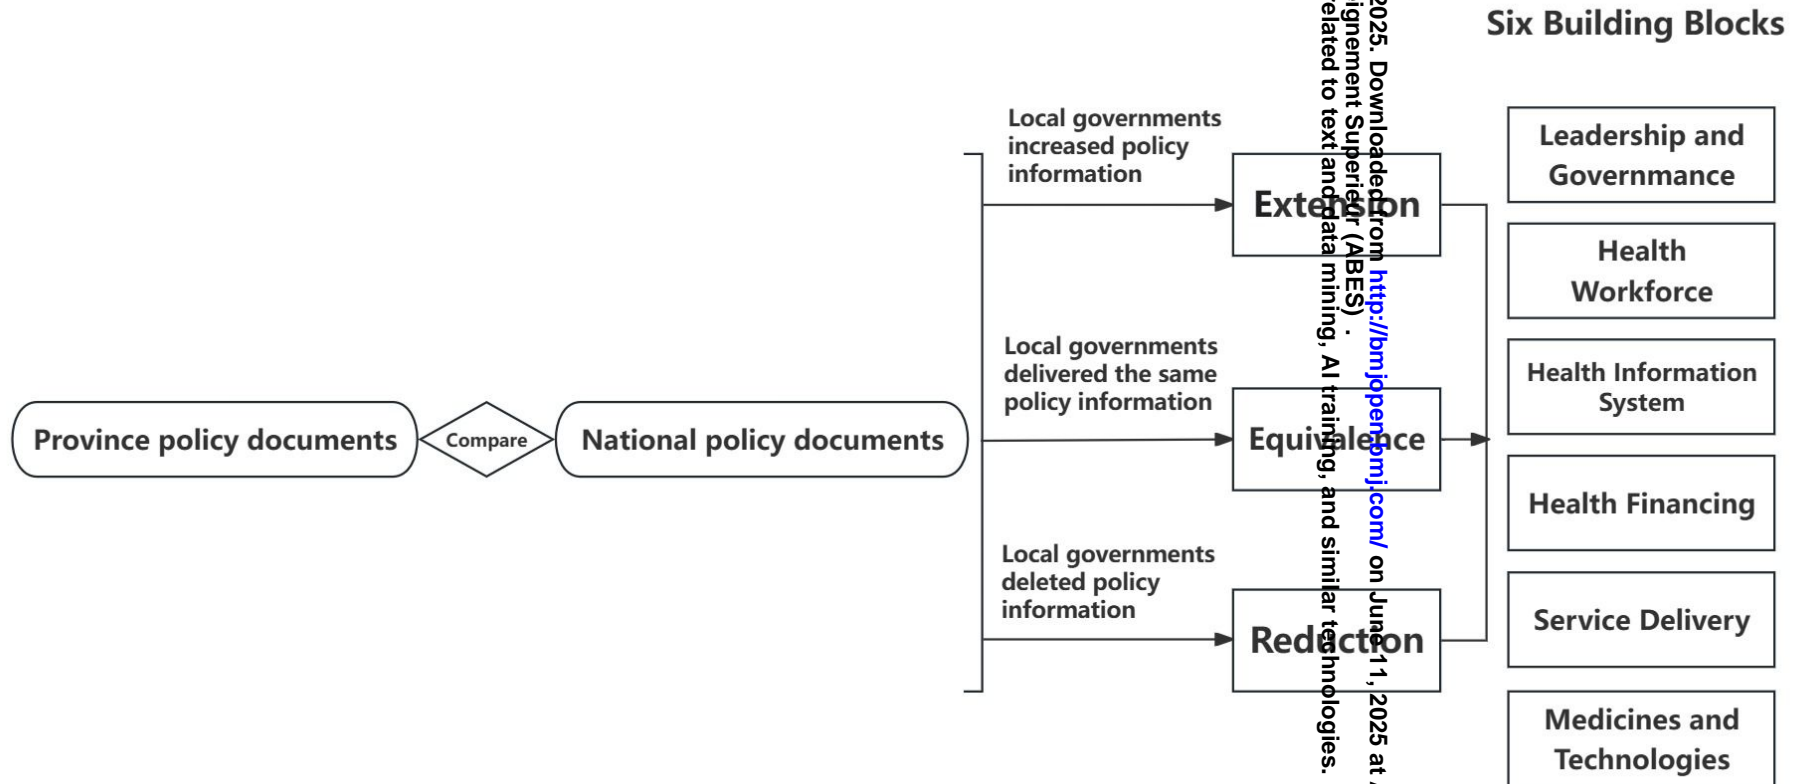 Six Building Blocks
Province policy documents
Compare
National policy documents
Local governments
increased policy
information
Extension
Local governments
delivered the same
policy information
Equivalence
Local governments
deleted policy
information
Reduction
Leadership and
Governmance
Health
Workforce
Health Information
System
Health Financing
Service Delivery
Medicines and
Technologies
2025. Downloaded from http://bmjopen.bmj.com/ on June 11, 2025 at
ignement Superieur (ABES) .
related to text and data mining, AI training, and similar technologies.